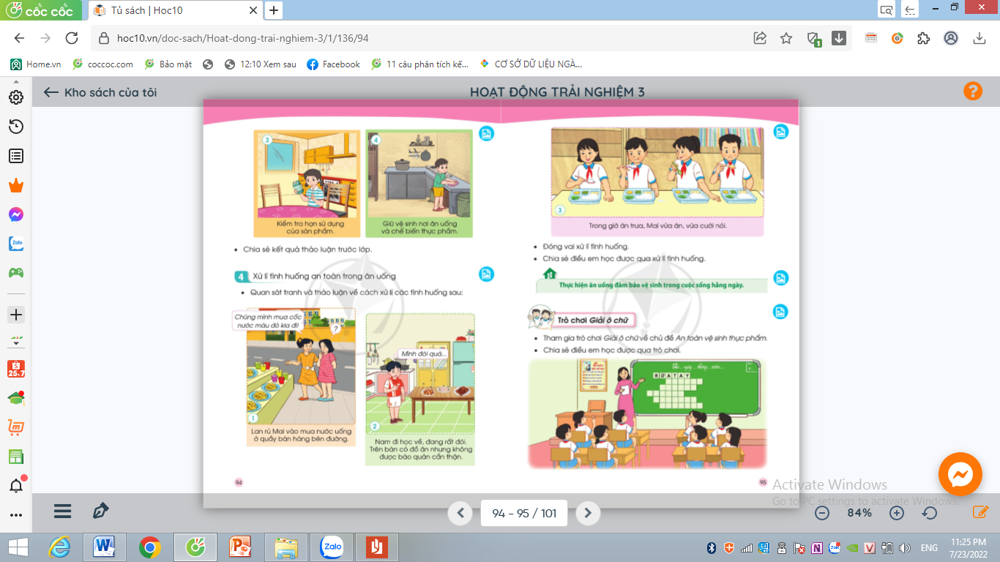 cốc cốc
Tủ sách | Hoc10
hoc10.vn/doc-sach/Hoat-dong-trai-nghiem-3/1/136/94
Home.vn
coccoc.com
Bảo mật
12:10 Xem sau
Facebook
11 câu phân tích kế...
CƠ SỞ DỮ LIỆU NGÀ...
Kho sách của tôi
HOẠT ĐỘNG TRẢI NGHIỆM 3
3
Kiểm tra hạn sử dụng
của sản phẩm.
4
Giữ vệ sinh nơi ăn uống
và chế biến thực phẩm.
• Chia sẻ kết quả thảo luận trước lớp.
4 Xử lí tình huống an toàn trong ăn uống
• Quan sát tranh và thảo luận về cách xử lí các tình huống sau:
Chúng mình mua cốc
nước màu đỏ kia đi!
?
1
Lan rủ Mai vào mua nước uống
ở quầy bán hàng bên đường.
Mình đói quá...
2
Nam đi học về, đang rất đói.
Trên bàn có đồ ăn nhưng không
được bảo quản cẩn thận.
94
3
Trong giờ ăn trưa, Mai vừa ăn, vừa cười nói.
• Đóng vai xử lí tình huống.
• Chia sẻ điều em học được qua xử lí tình huống.
Thực hiện ăn uống đảm bảo vệ sinh trong cuộc sống hằng ngày.
Trò chơi Giải ô chữ
• Tham gia trò chơi Giải ô chữ về chủ đề An toàn vệ sinh thực phẩm.
• Chia sẻ điều em học được qua trò chơi.
Thứ... ngày... tháng... năm...
RỬA TAY
95
Activate Windows
Go to PC settings to activate Windows.
94 - 95 / 101
84%
Zalo
25.7
1
Zalo
ENG
11:25 PM
7/23/2022